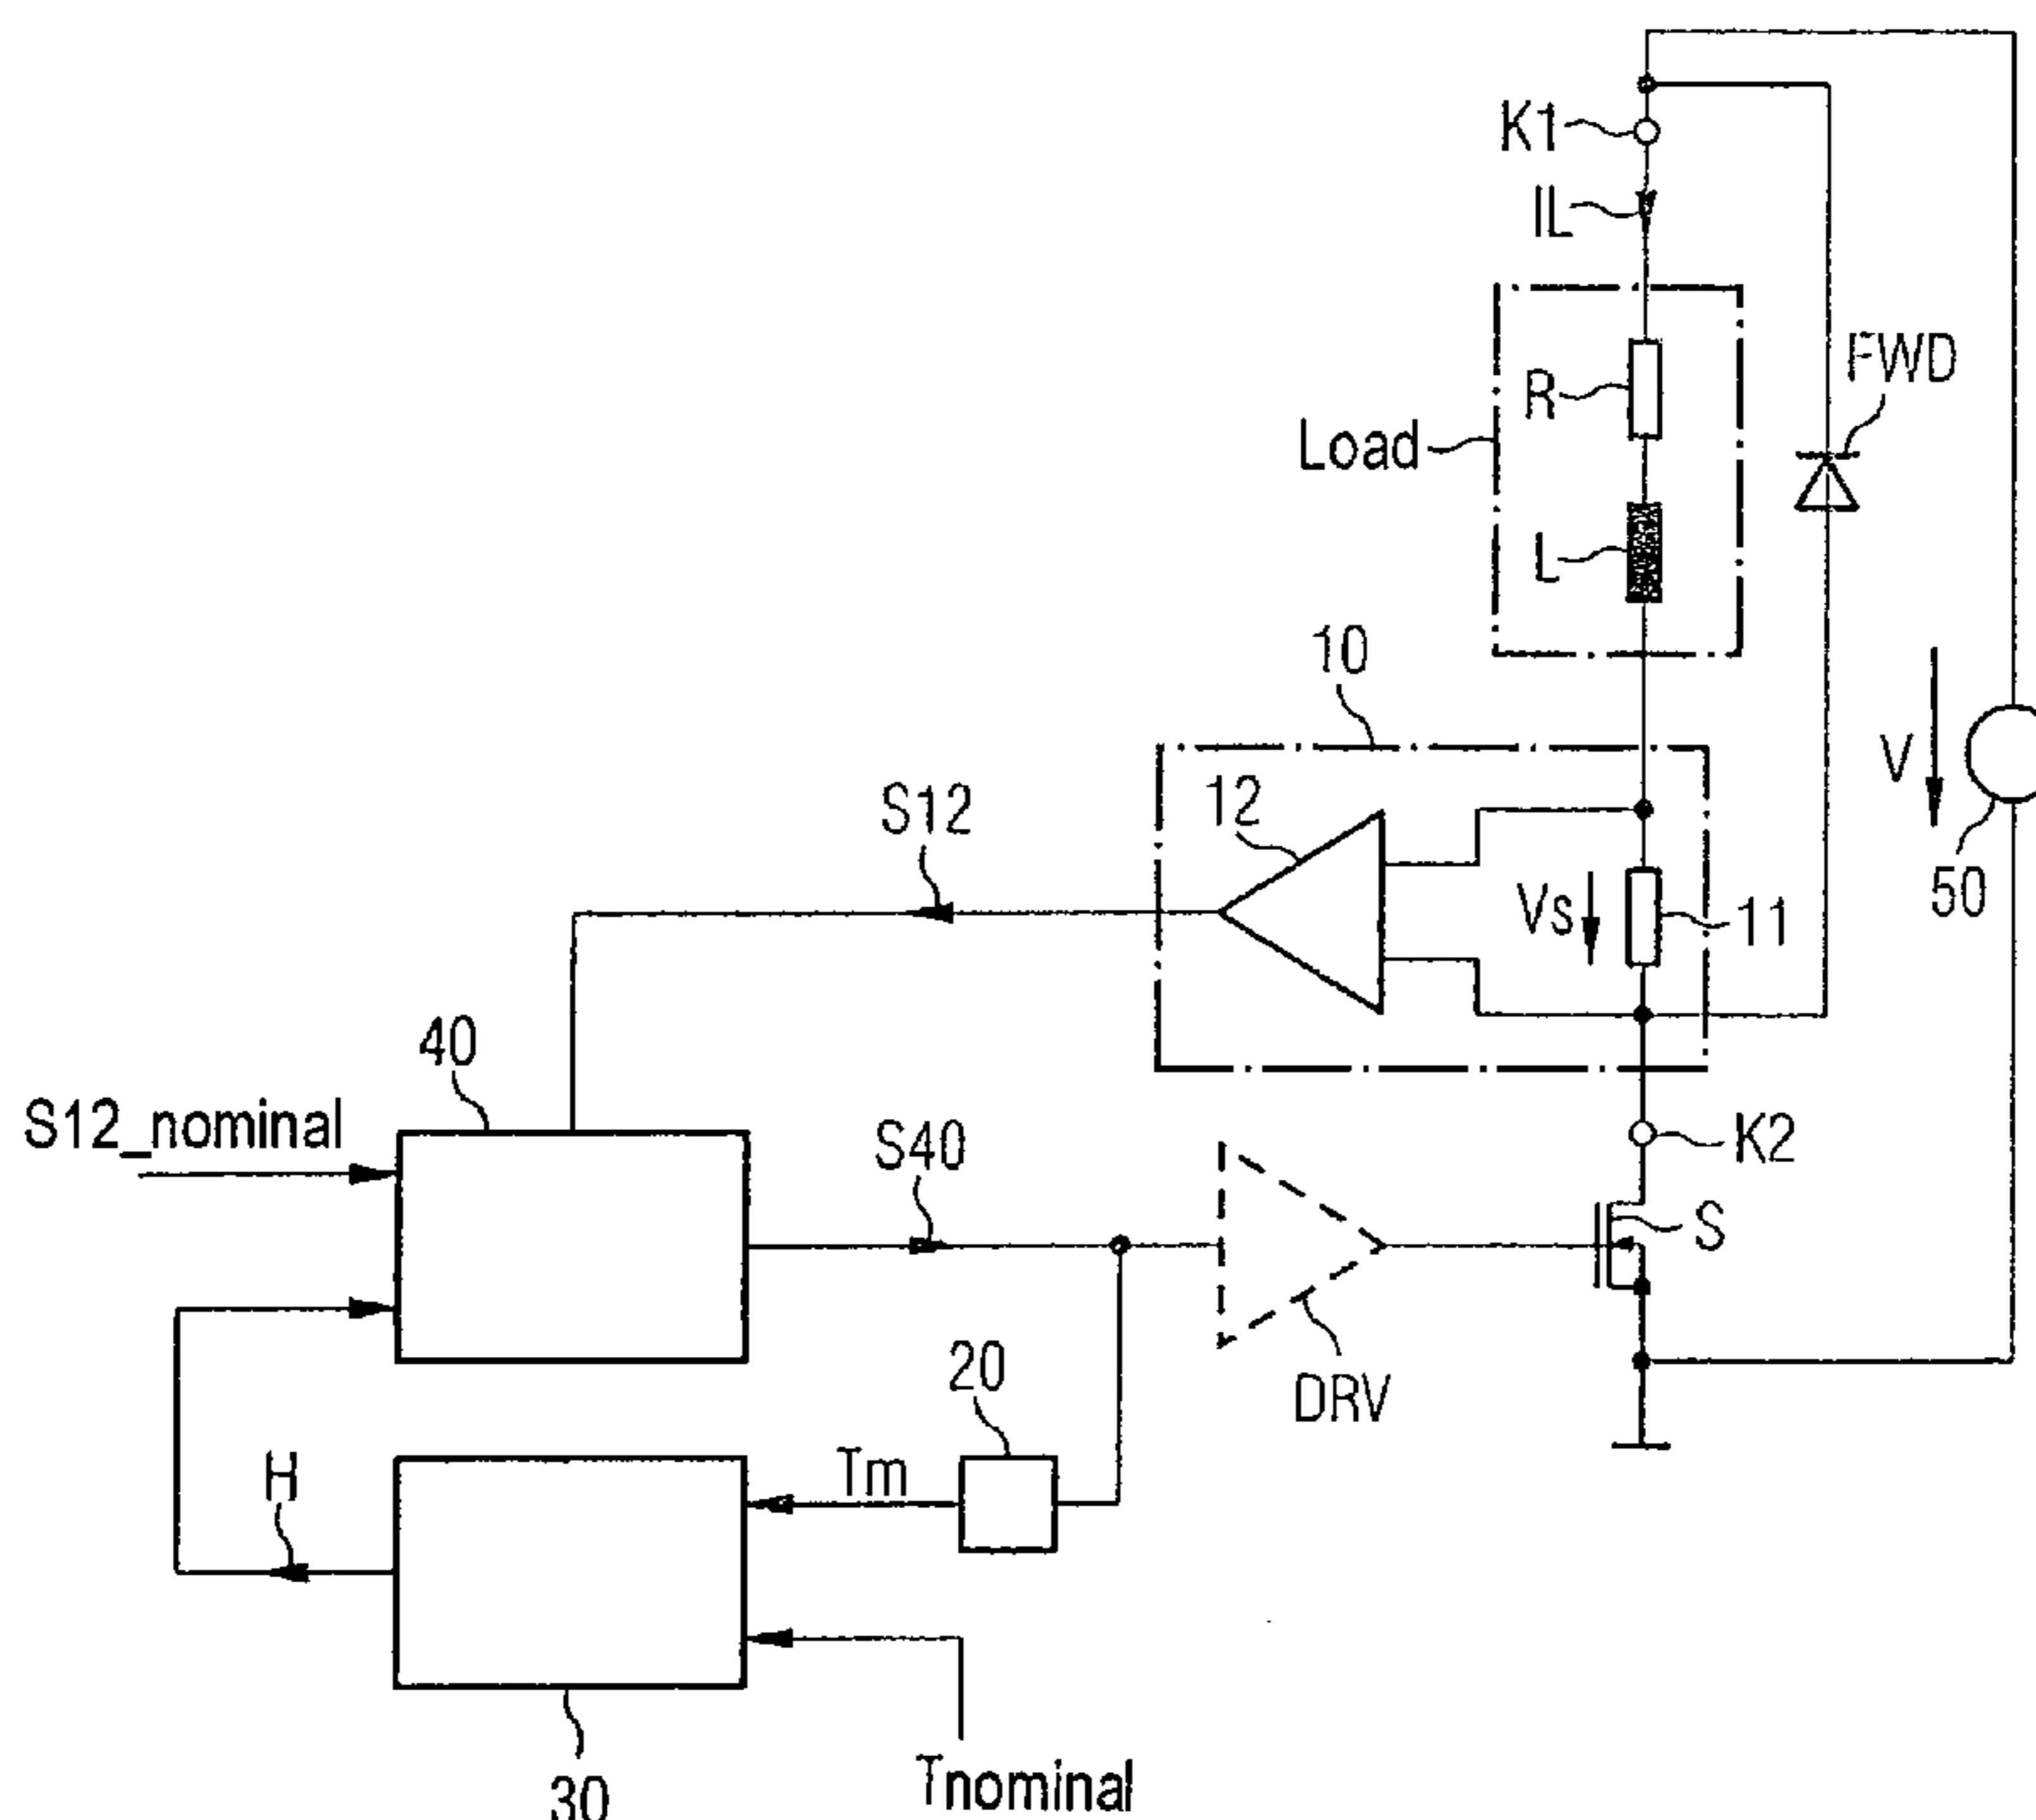 K1
IL
FWD
R
Load
L
10
V
12
S12
50
Vs
11
40
S12_nominal
S40
K2
S
20
DRV
H
Tm
30
Tnominal